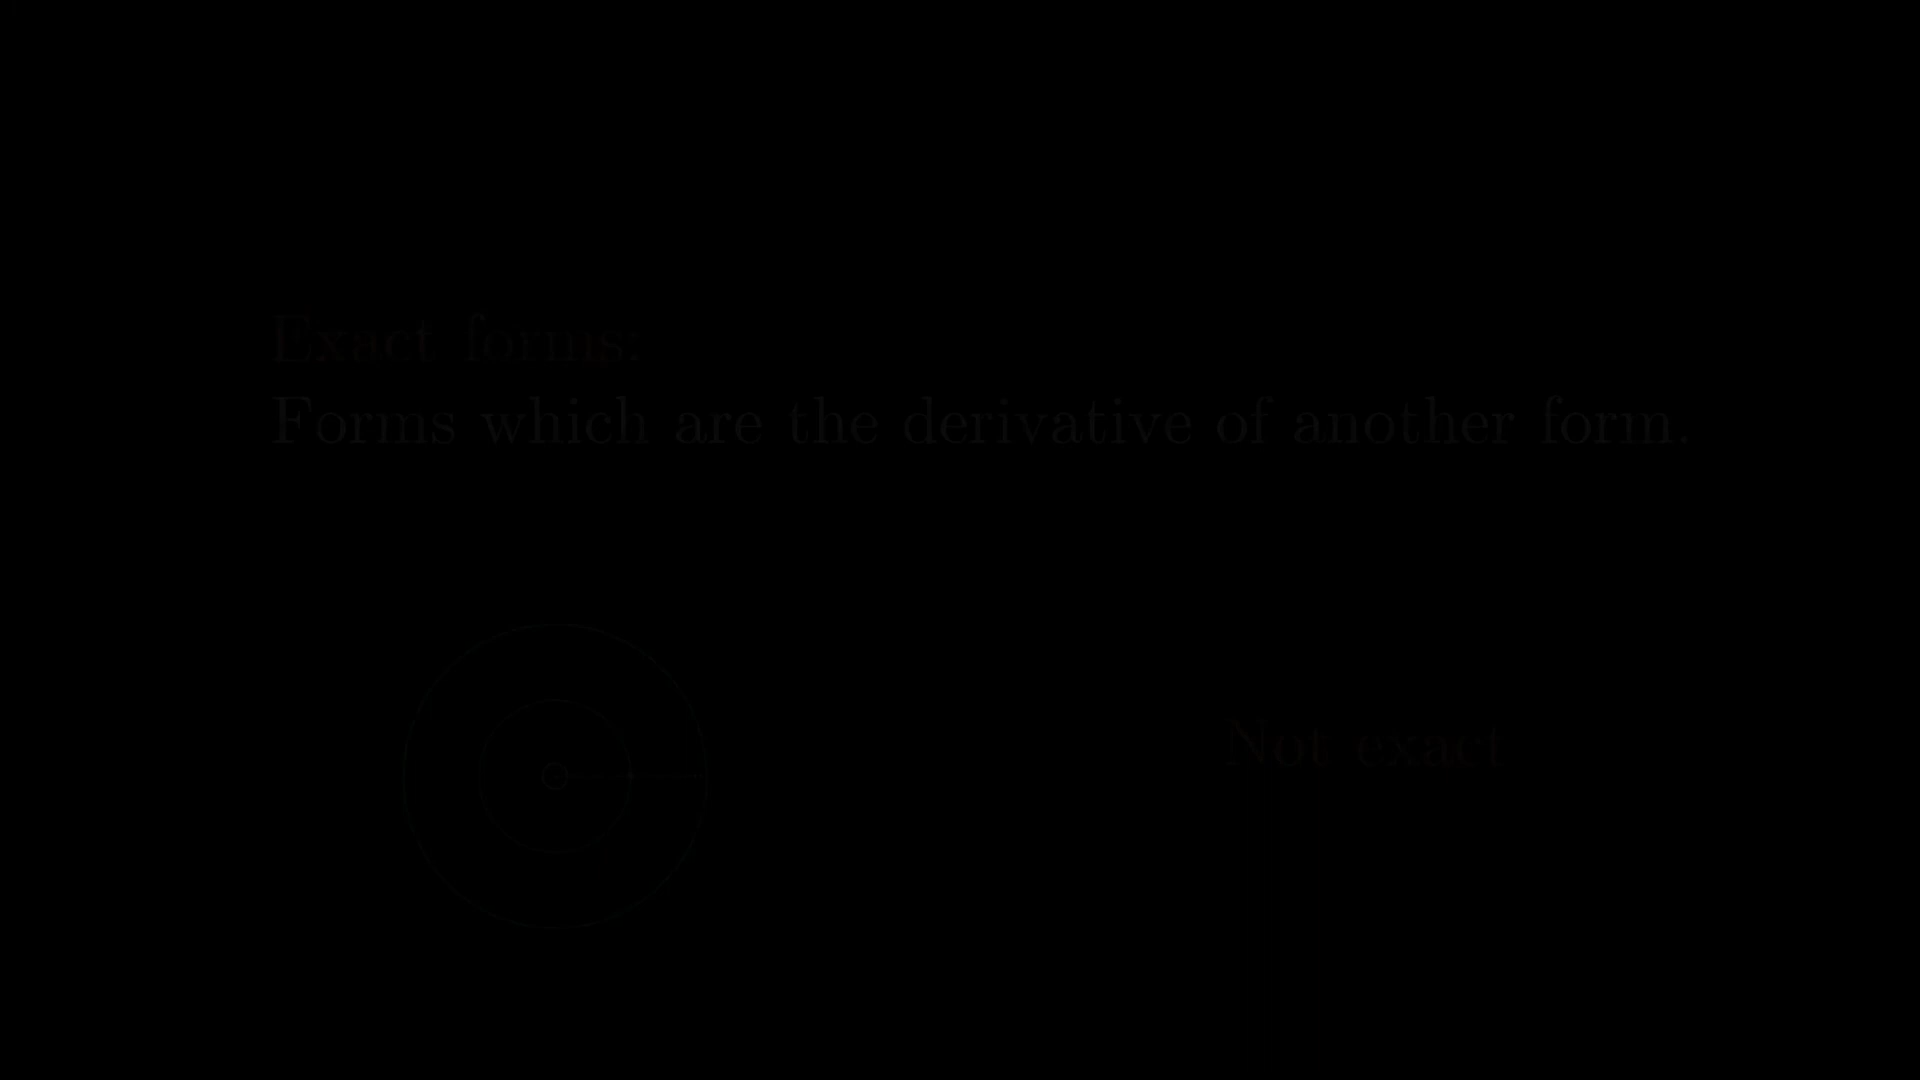 Exact forms:
Forms which are the derivative of another form.
Not exact